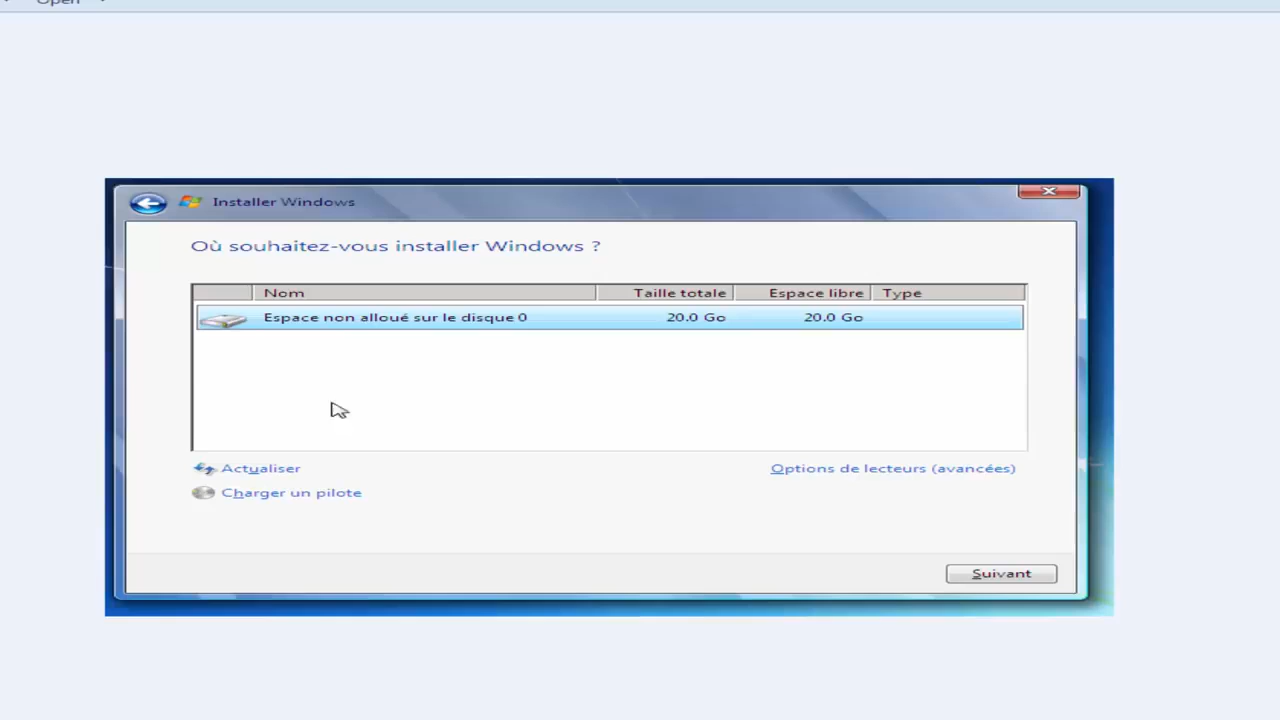 Open
Installer Windows
Où souhaitez-vous installer Windows ?
Nom Taille totale Espace libre Type
Espace non alloué sur le disque 0 20.0 Go 20.0 Go
Actualiser Options de lecteurs (avancées)
Charger un pilote
Suivant